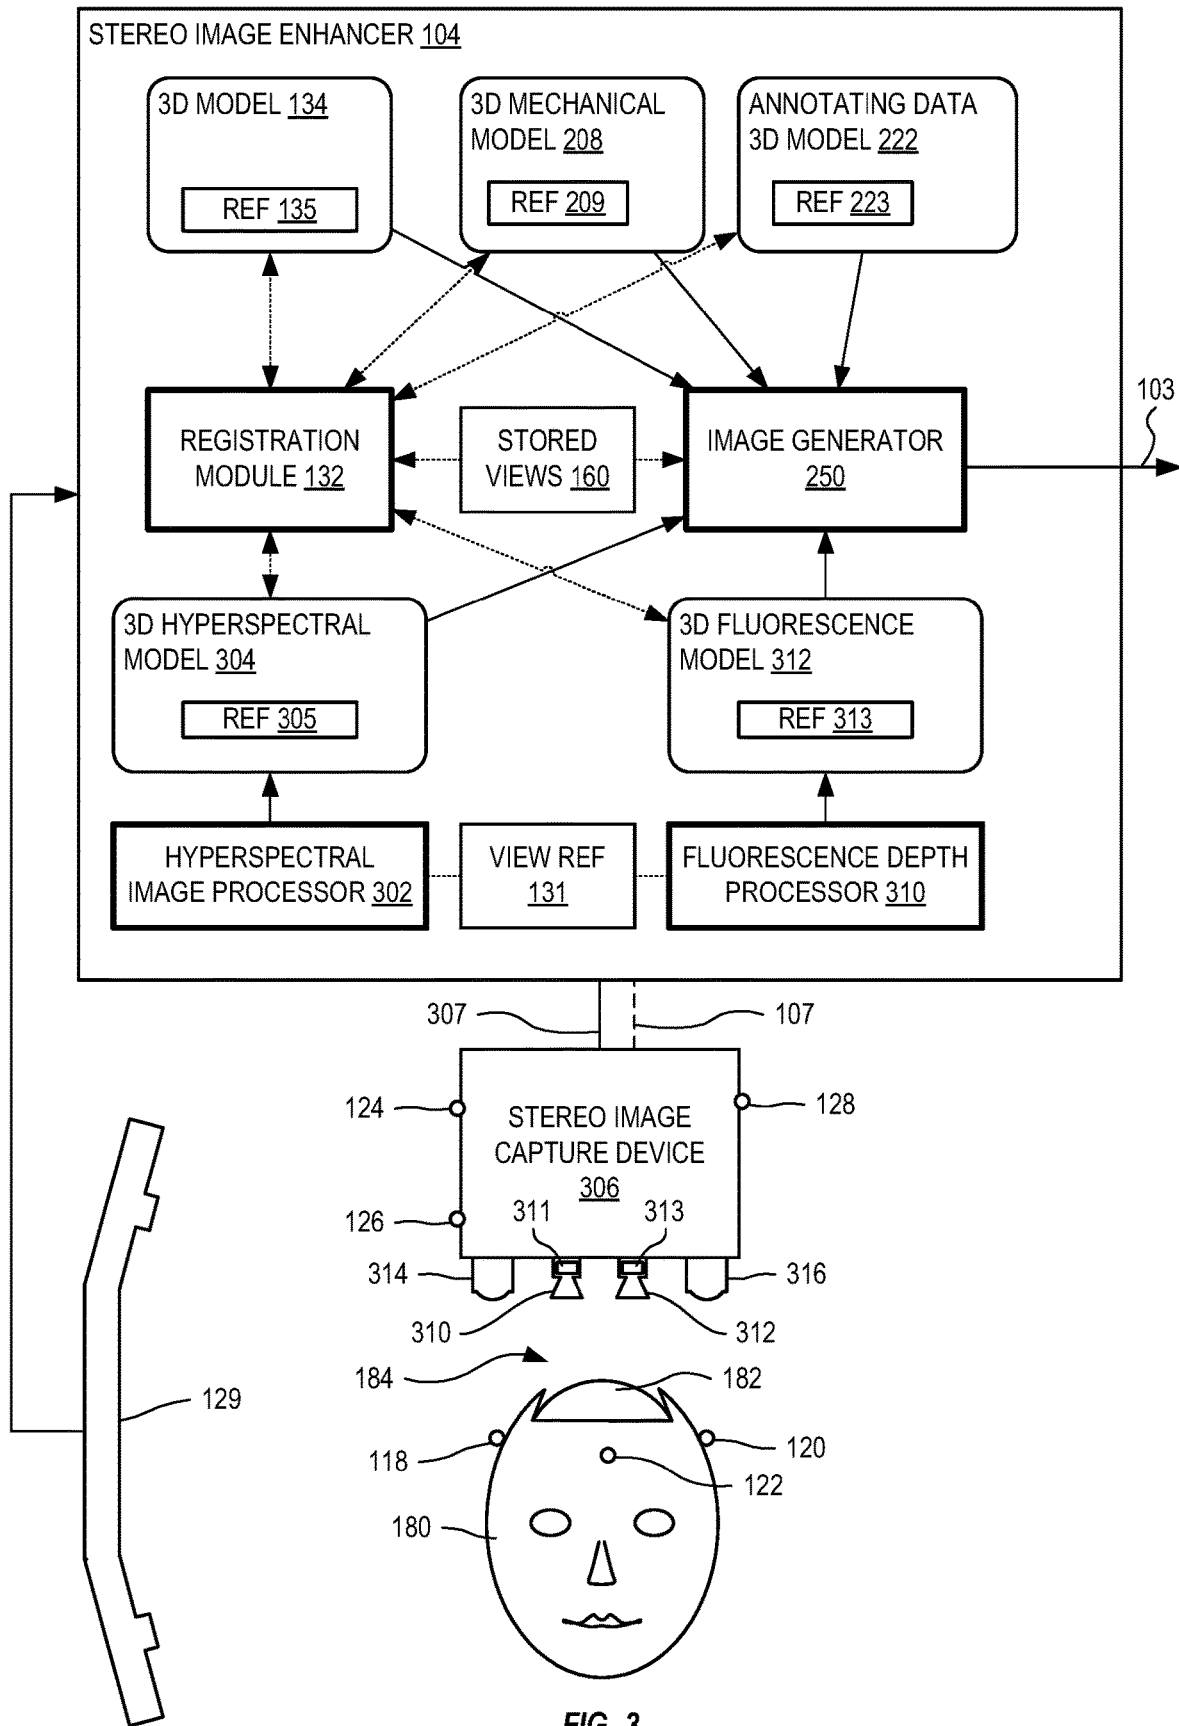 STEREO IMAGE ENHANCER 104
3D MODEL 134
REF 135
3D MECHANICAL
MODEL 208
REF 209
ANNOTATING DATA
3D MODEL 222
REF 223
REGISTRATION
MODULE 132
STORED
VIEWS 160
IMAGE GENERATOR
250
103
3D HYPERSPECTRAL
MODEL 304
REF 305
3D FLUORESCENCE
MODEL 312
REF 313
HYPERSPECTRAL
IMAGE PROCESSOR 302
VIEW REF
131
FLUORESCENCE DEPTH
PROCESSOR 310
307
107
124
128
STEREO IMAGE
CAPTURE DEVICE
306
126
311
313
314
316
310
312
184
182
129
118
120
122
180
FIG. 3